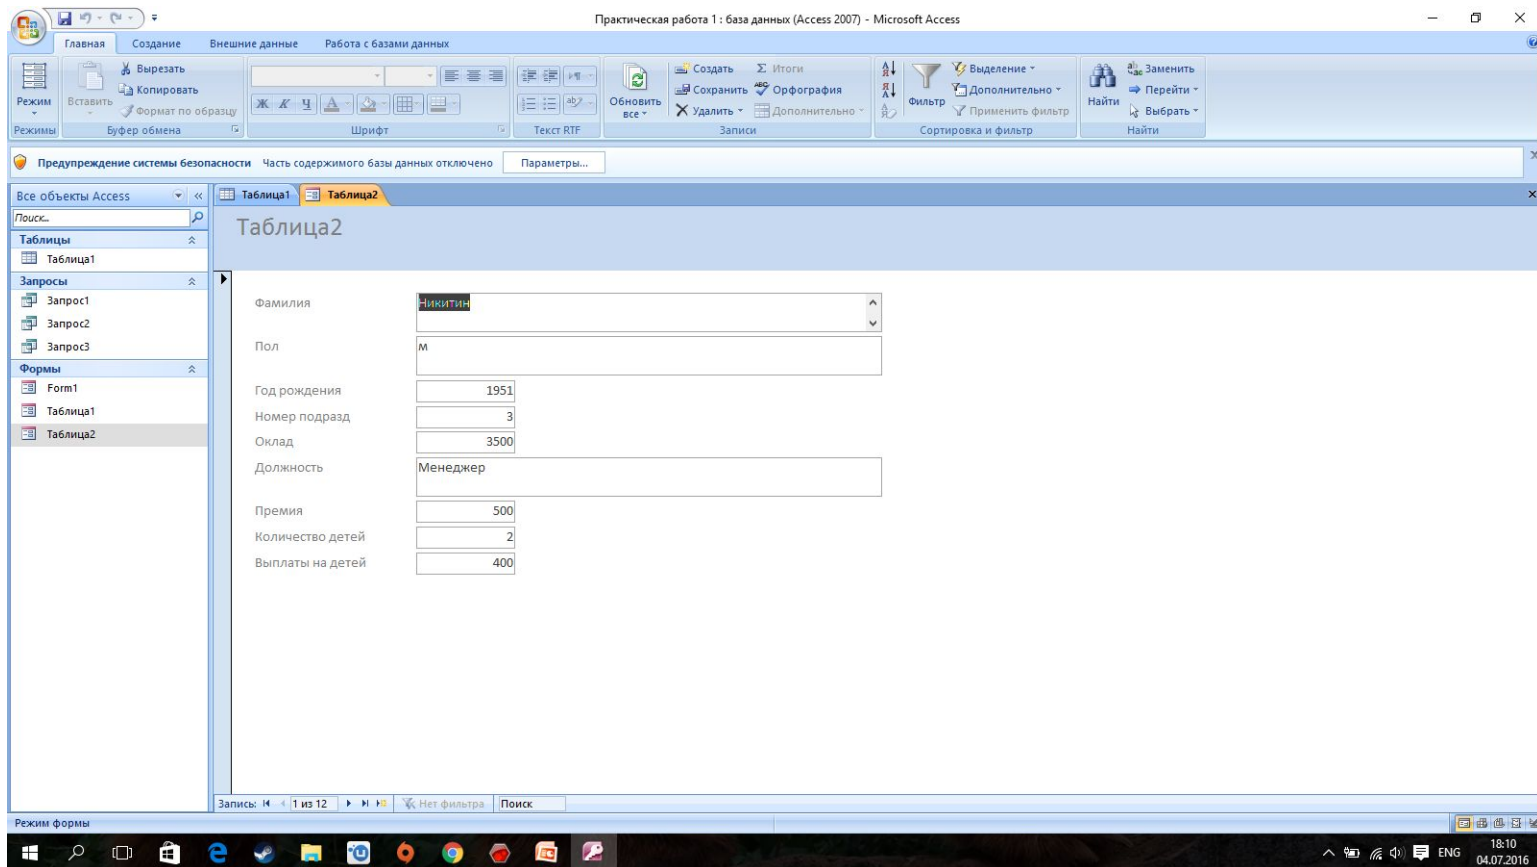 Практическая работа 1 : база данных (Access 2007) - Microsoft Access
Главная Создание Внешние данные Работа с базами данных
Режим
Режимы
Вставить
Вырезать
Копировать
Формат по образцу
Буфер обмена
Ж К Ч А
Шрифт
Текст RTF
Обновить все
Создать Σ Итоги
Сохранить Орфография
Удалить Дополнительно
Записи
Фильтр
Выделение
Дополнительно
Применить фильтр
Сортировка и фильтр
Найти
Заменить
Перейти
Выбрать
Найти
Предупреждение системы безопасности Часть содержимого базы данных отключено Параметры...
Все объекты Access
Поиск...
Таблицы
Таблица1
Запросы
Запрос1
Запрос2
Запрос3
Формы
Form1
Таблица1
Таблица2
Таблица1 Таблица2
Таблица2
Фамилия Никитин
Пол м
Год рождения 1951
Номер подразд 3
Оклад 3500
Должность Менеджер
Премия 500
Количество детей 2
Выплаты на детей 400
Запись: 1 из 12 Нет фильтра Поиск
Режим формы
ENG 18:10
04.07.2016